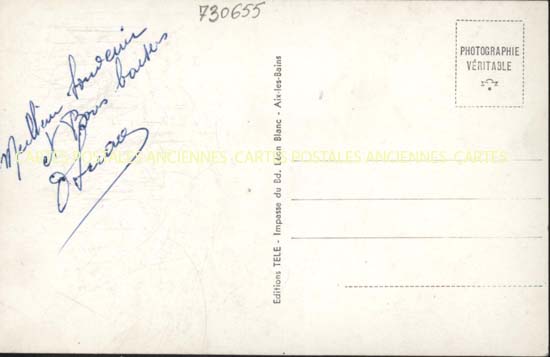 730655
Meilleur souvenir
et Bons baisers
PHOTOGRAPHIE
VÉRITABLE
Editions TELE - Impasse du Bd. Léon Blanc - Aix-les-Bains
CARTES POSTALES ANCIENNES CARTES POSTALES ANCIENNES CARTES